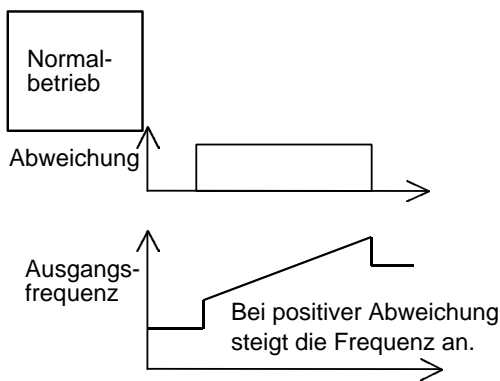 Normal-
betrieb
Abweichung
Ausgangs-
frequenz
Bei positiver Abweichung
steigt die Frequenz an.